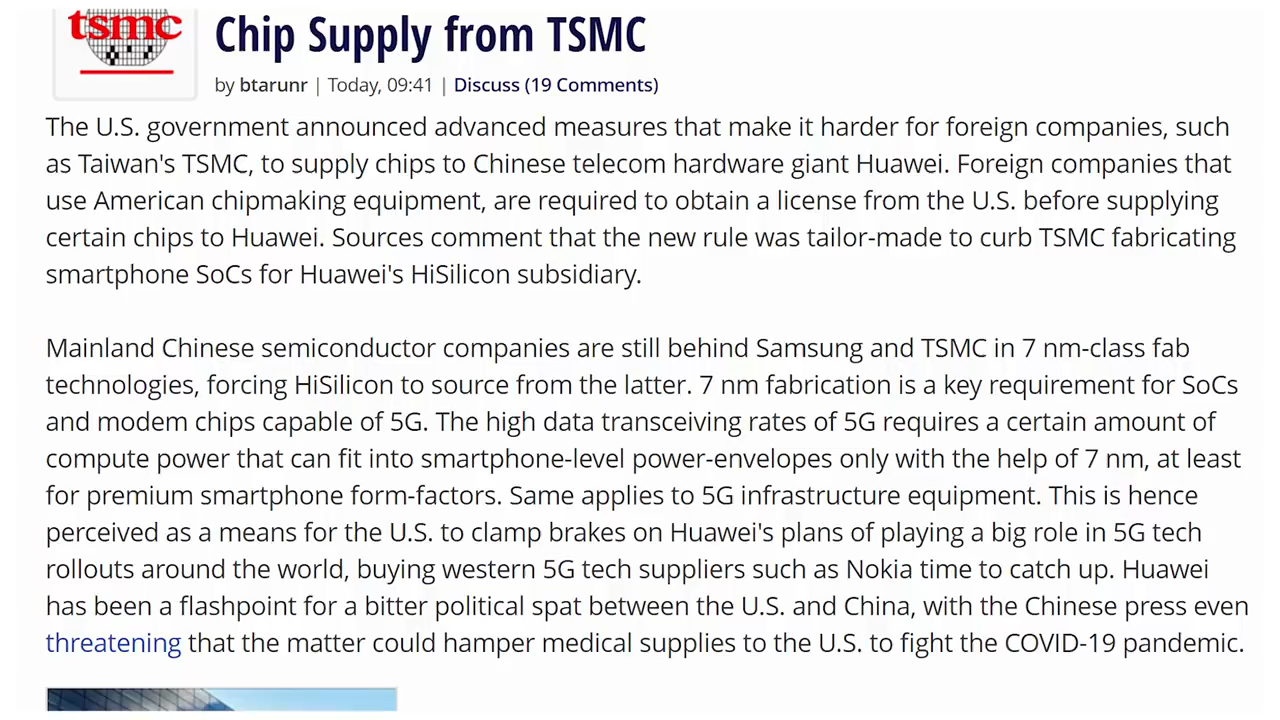 tsmc
Chip Supply from TSMC
by btarunr | Today, 09:41 | Discuss (19 Comments)
The U.S. government announced advanced measures that make it harder for foreign companies, such
as Taiwan's TSMC, to supply chips to Chinese telecom hardware giant Huawei. Foreign companies that
use American chipmaking equipment, are required to obtain a license from the U.S. before supplying
certain chips to Huawei. Sources comment that the new rule was tailor-made to curb TSMC fabricating
smartphone SoCs for Huawei's HiSilicon subsidiary.
Mainland Chinese semiconductor companies are still behind Samsung and TSMC in 7 nm-class fab
technologies, forcing HiSilicon to source from the latter. 7 nm fabrication is a key requirement for SoCs
and modem chips capable of 5G. The high data transceiving rates of 5G requires a certain amount of
compute power that can fit into smartphone-level power-envelopes only with the help of 7 nm, at least
for premium smartphone form-factors. Same applies to 5G infrastructure equipment. This is hence
perceived as a means for the U.S. to clamp brakes on Huawei's plans of playing a big role in 5G tech
rollouts around the world, buying western 5G tech suppliers such as Nokia time to catch up. Huawei
has been a flashpoint for a bitter political spat between the U.S. and China, with the Chinese press even
threatening that the matter could hamper medical supplies to the U.S. to fight the COVID-19 pandemic.